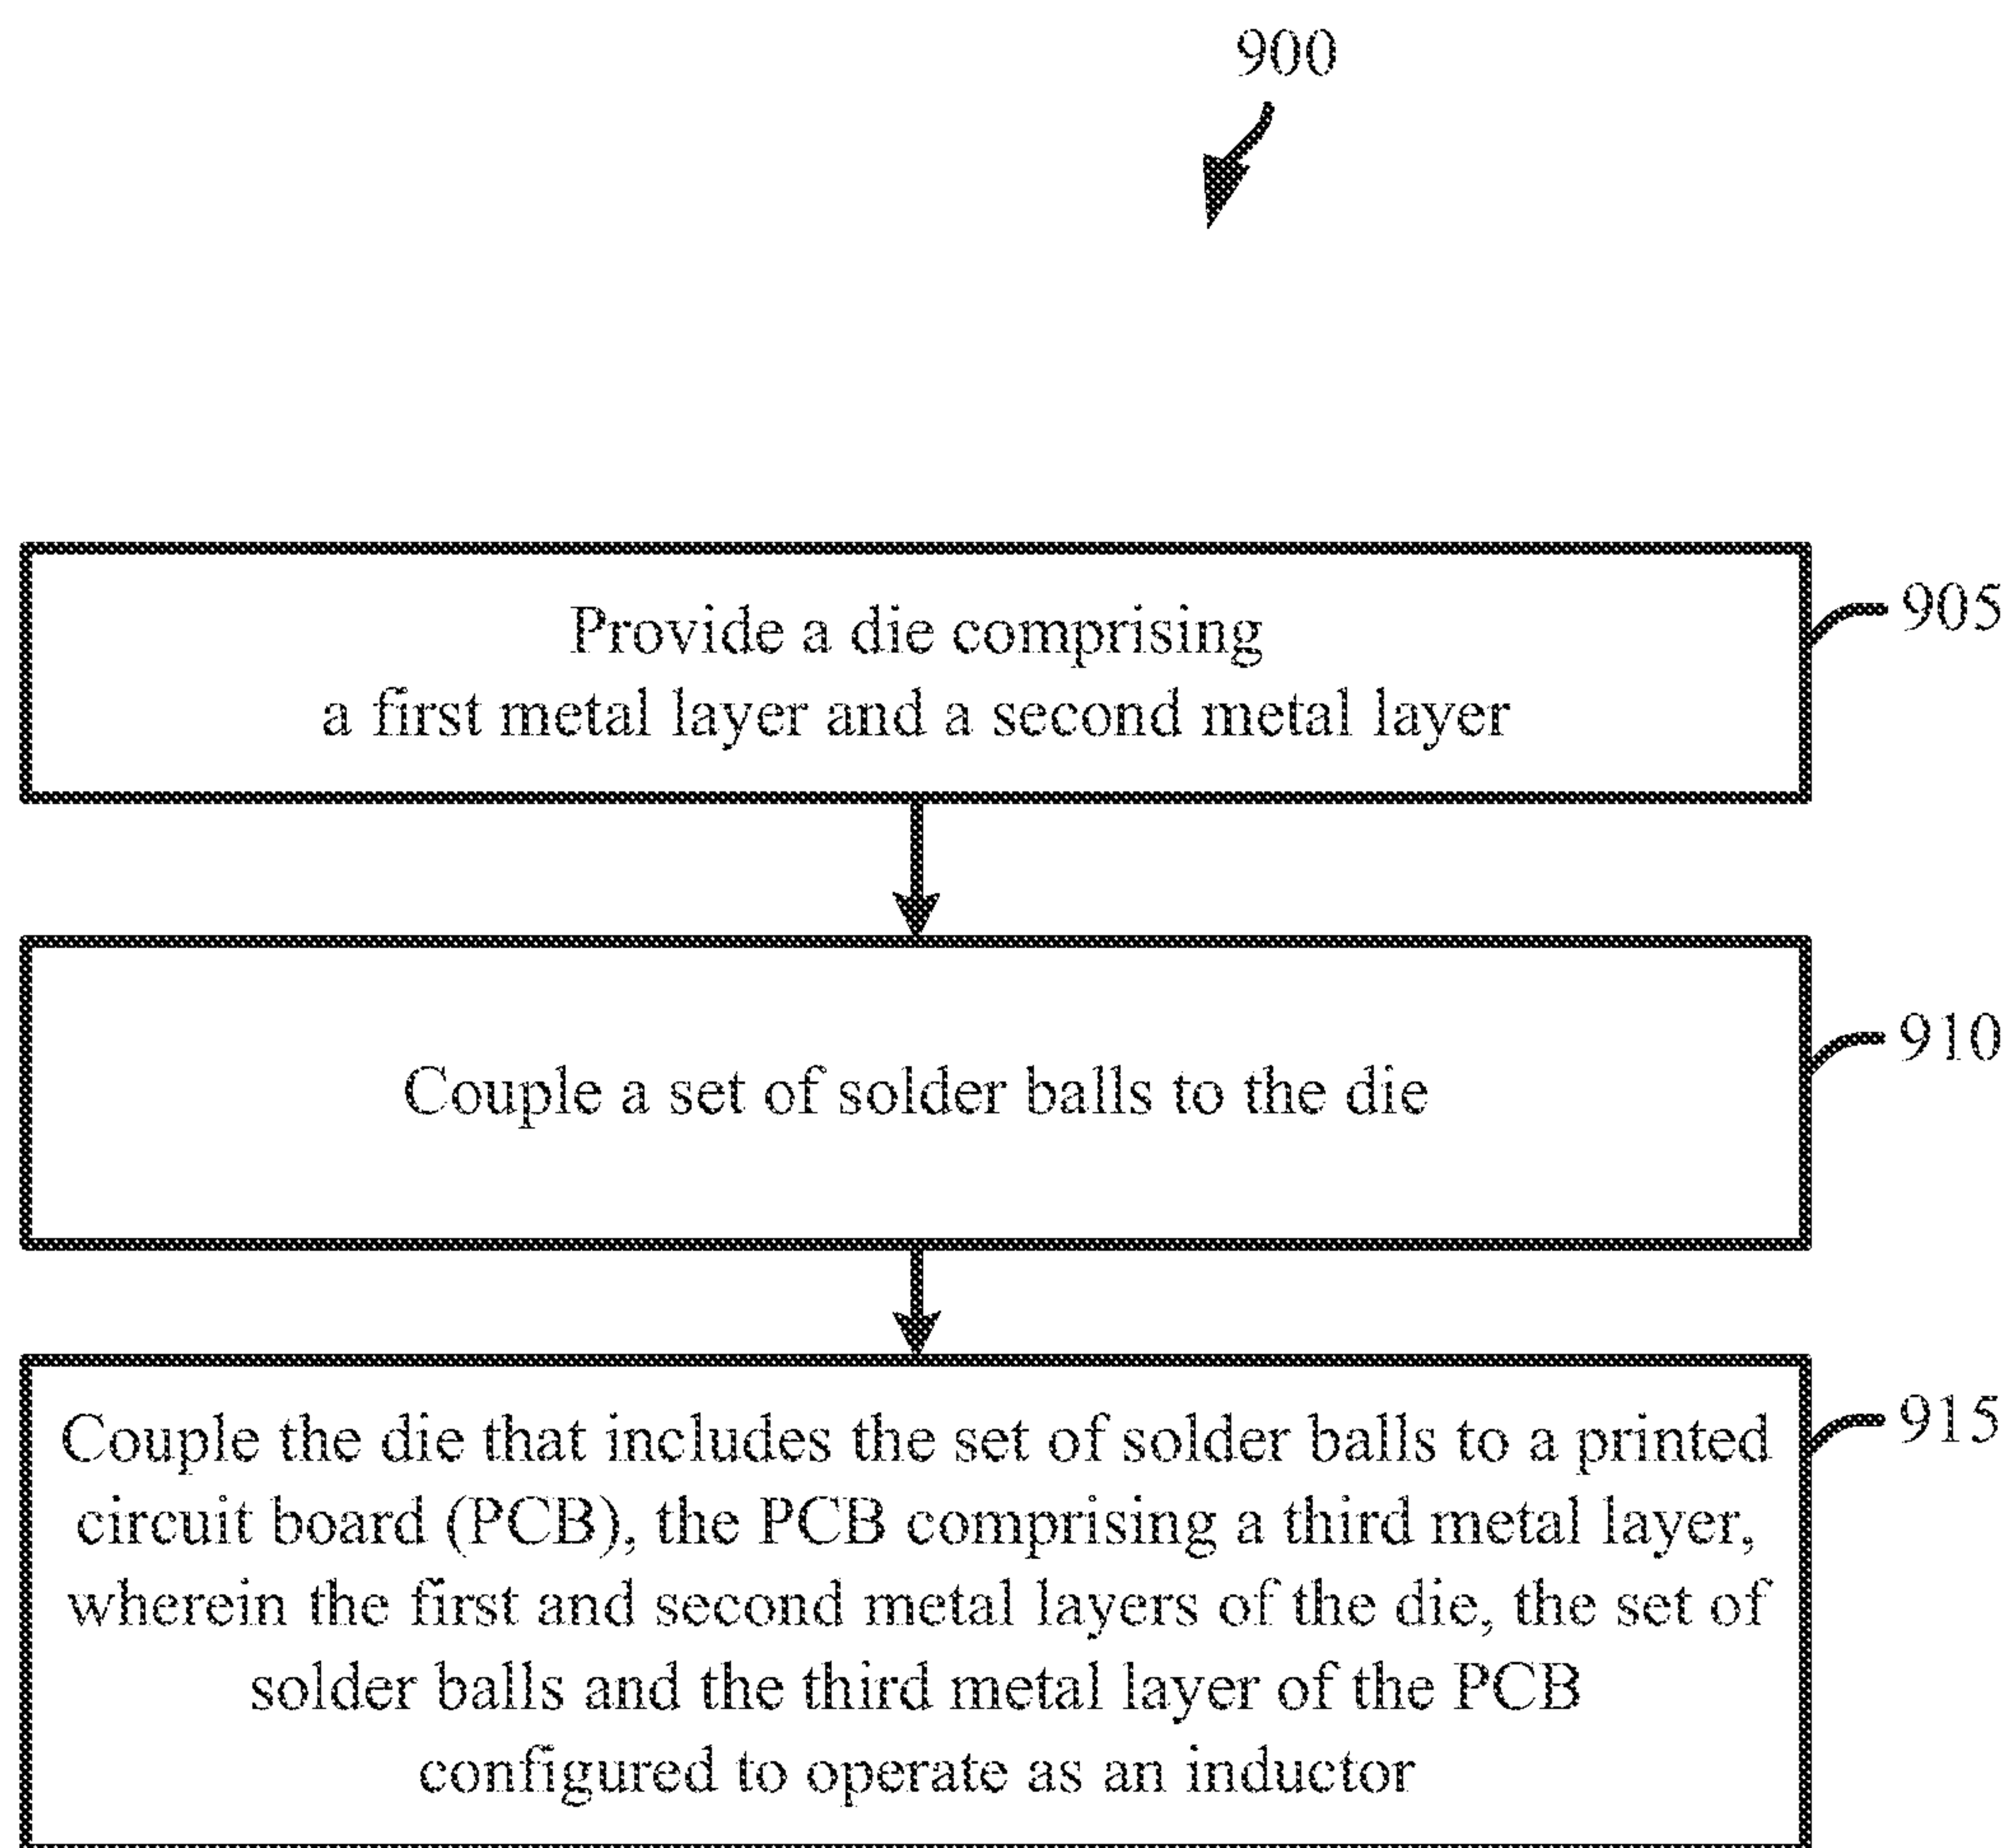 900
Provide a die comprising
a first metal layer and a second metal layer
905
Couple a set of solder balls to the die
910
Couple the die that includes the set of solder balls to a printed
circuit board (PCB), the PCB comprising a third metal layer,
wherein the first and second metal layers of the die, the set of
solder balls and the third metal layer of the PCB
configured to operate as an inductor
915